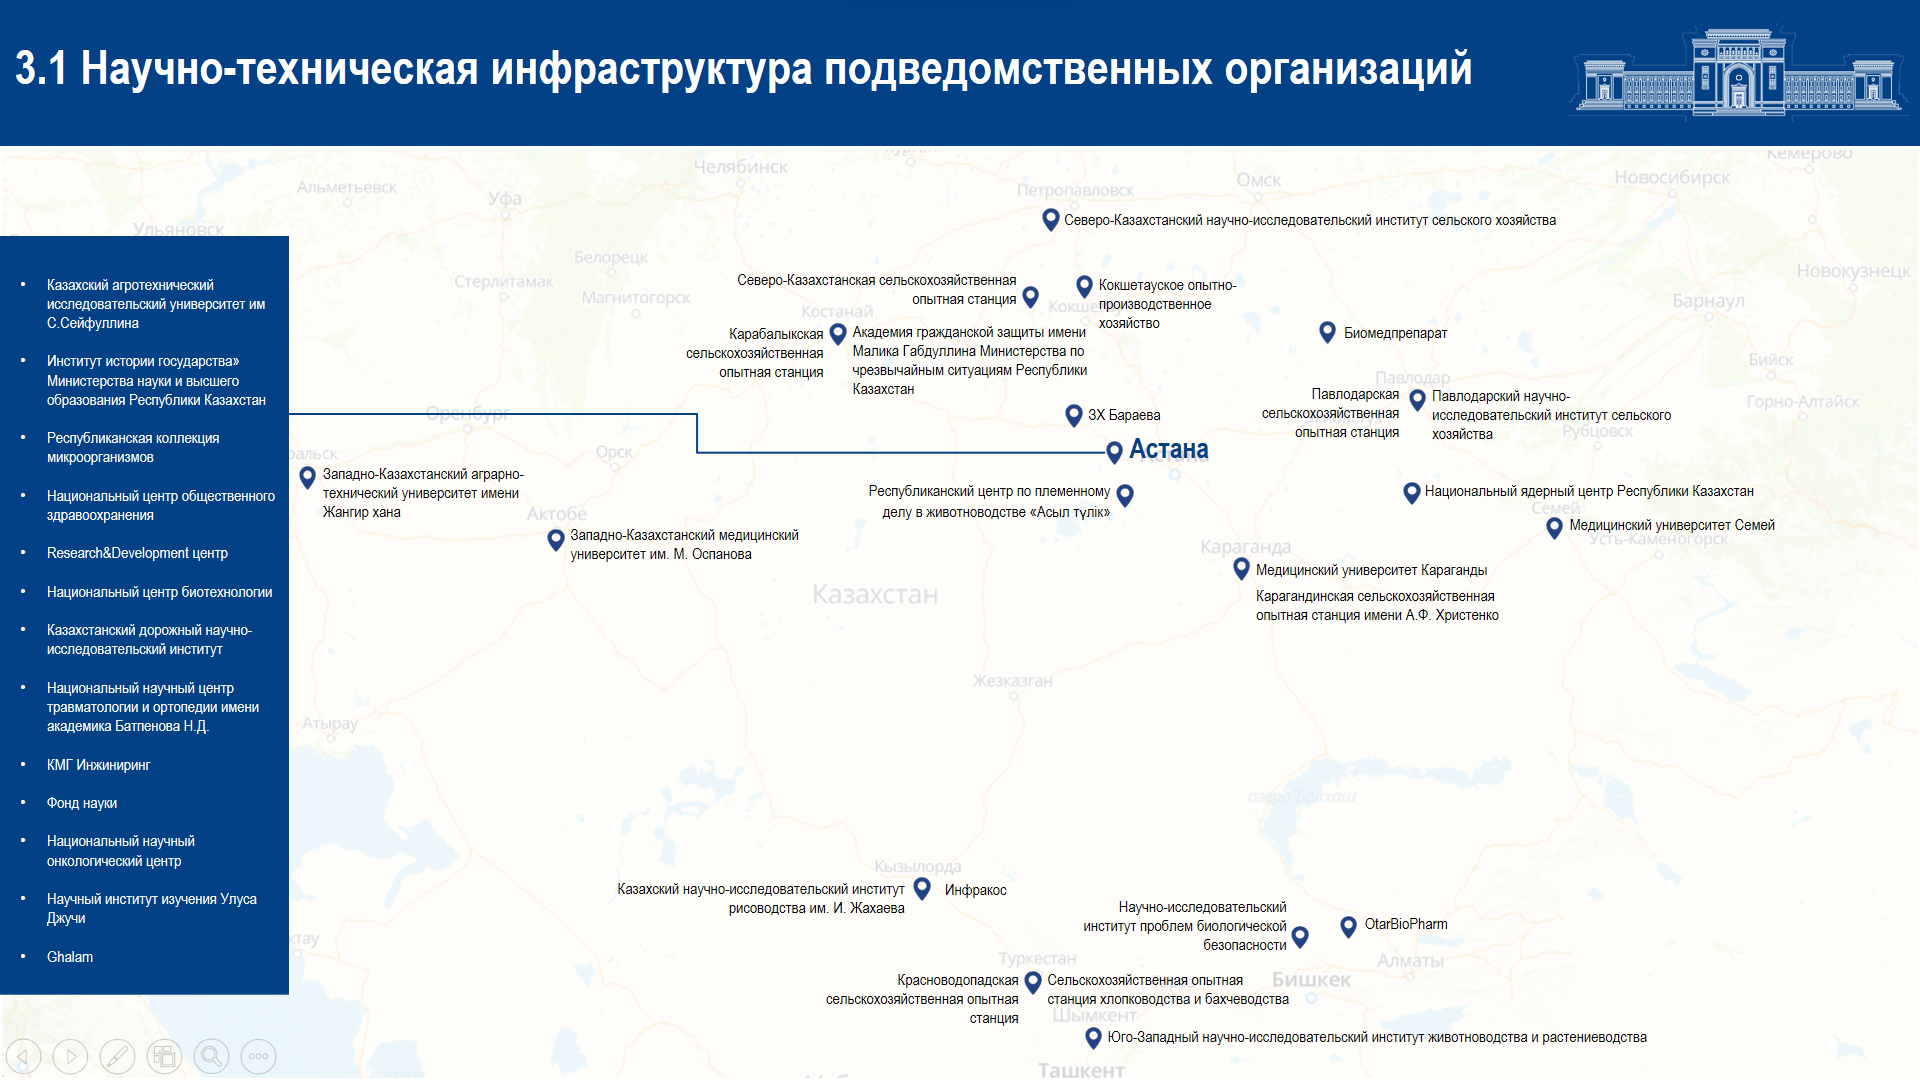 3.1 Научно-техническая инфраструктура подведомственных организаций
Казахский агротехнический
исследовательский университет им
С.Сейфуллина
Институт истории государства»
Министерства науки и высшего
образования Республики Казахстан
Республиканская коллекция
микроорганизмов
Национальный центр общественного
здравоохранения
Research&Development центр
Национальный центр биотехнологии
Казахстанский дорожный научно-
исследовательский институт
Национальный научный центр
травматологии и ортопедии имени
академика Батпенова Н.Д.
КМГ Инжиниринг
Фонд науки
Национальный научный
онкологический центр
Научный институт изучения Улуса
Джучи
Ghalam
Челябинск
Альметьевск
Уфа
Петропавловск
Омск
Новосибирск
Кемерово
Ульяновск
Северо-Казахстанский научно-исследовательский институт сельского хозяйства
Белорецк
Стерлитамак
Магнитогорск
Новокузнецк
Барнаул
Северо-Казахстанская сельскохозяйственная
опытная станция
Кокшетауское опытно-
производственное
хозяйство
Костанай
Карабалыкская
сельскохозяйственная
опытная станция
Академия гражданской защиты имени
Малика Габдуллина Министерства по
чрезвычайным ситуациям Республики
Казахстан
Биомедпрепарат
Бийск
Павлодар
Павлодарская
сельскохозяйственная
опытная станция
Павлодарский научно-
исследовательский институт сельского
хозяйства
Горно-Алтайск
Рубцовск
Оренбург
ЗХ Бараева
Астана
Орск
Западно-Казахстанский аграрно-
технический университет имени
Жангир хана
Республиканский центр по племенному
делу в животноводстве «Асыл түлік»
Национальный ядерный центр Республики Казахстан
Семей
Медицинский университет Семей
Усть-Каменогорск
Актобе
Западно-Казахстанский медицинский
университет им. М. Оспанова
Караганда
Медицинский университет Караганды
Карагандинская сельскохозяйственная
опытная станция имени А.Ф. Христенко
Казахстан
Жезказган
Атырау
озеро Балхаш
Кызылорда
Казахский научно-исследовательский институт
рисоводства им. И. Жахаева
Инфракос
Научно-исследовательский
институт проблем биологической
безопасности
OtarBioPharm
Алматы
Туркестан
Бишкек
Красноводопадская
сельскохозяйственная опытная
станция
Сельскохозяйственная опытная
станция хлопководства и бахчеводства
Шымкент
Юго-Западный научно-исследовательский институт животноводства и растениеводства
Ташкент